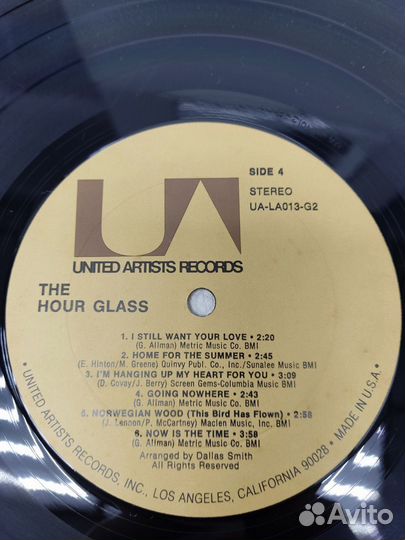 SIDE 4
STEREO
UA-LA013-G2
UA
UNITED ARTISTS RECORDS
THE
HOUR GLASS
1. I STILL WANT YOUR LOVE • 2:20
(G. Allman) Metric Music Co. BMI
2. HOME FOR THE SUMMER • 2:45
(E. Hinton/M. Greene) Quinvy Publ. Co., Inc./Sunalee Music BMI
3. I'M HANGING UP MY HEART FOR YOU • 3:09
(D. Covay/J. Berry) Screen Gems-Columbia Music BMI
4. GOING NOWHERE • 2:43
(G. Allman) Metric Music Co. BMI
5. NORWEGIAN WOOD (This Bird Has Flown) • 2:58
(J. Lennon/P. McCartney) Maclen Music, Inc. BMI
6. NOW IS THE TIME • 3:58
(G. Allman) Metric Music Co. BMI
Arranged by Dallas Smith
All Rights Reserved
• UNITED ARTISTS RECORDS, INC., LOS ANGELES, CALIFORNIA 90028 • MADE IN U.S.A. •
Avito